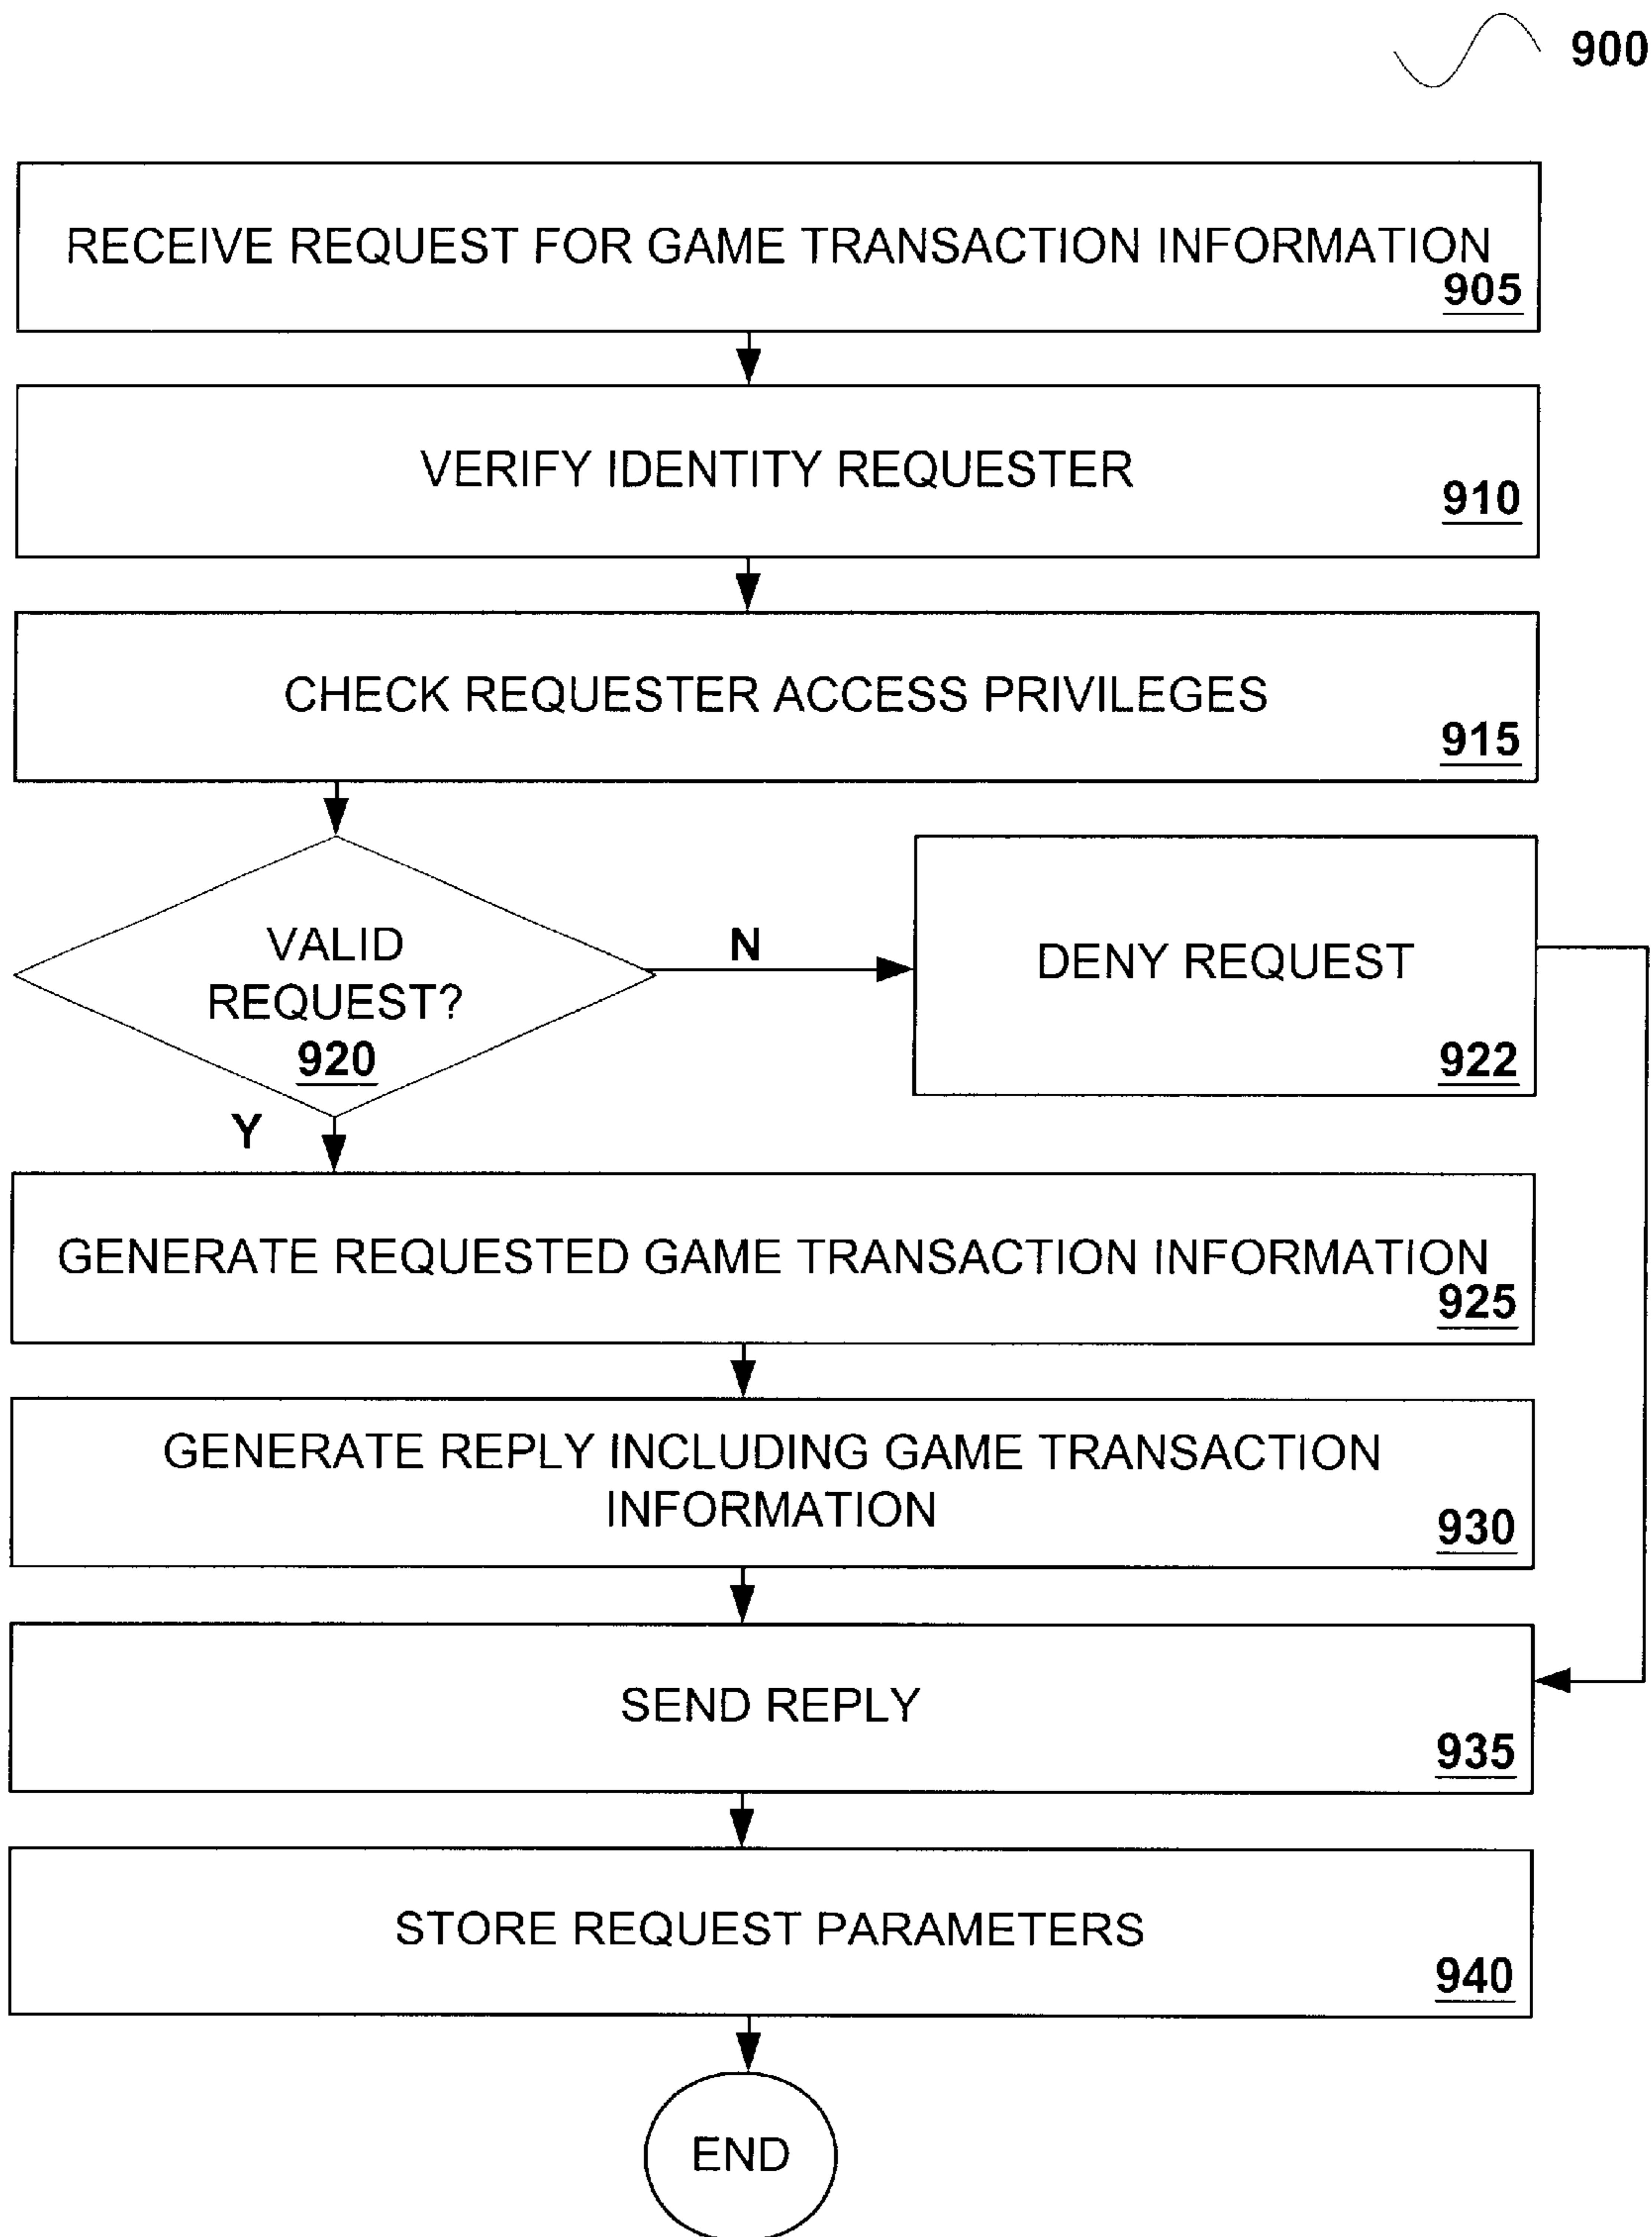 900
RECEIVE REQUEST FOR GAME TRANSACTION INFORMATION
905
VERIFY IDENTITY REQUESTER
910
CHECK REQUESTER ACCESS PRIVILEGES
915
VALID
REQUEST?
920
N
DENY REQUEST
922
Y
GENERATE REQUESTED GAME TRANSACTION INFORMATION
925
GENERATE REPLY INCLUDING GAME TRANSACTION
INFORMATION
930
SEND REPLY
935
STORE REQUEST PARAMETERS
940
END